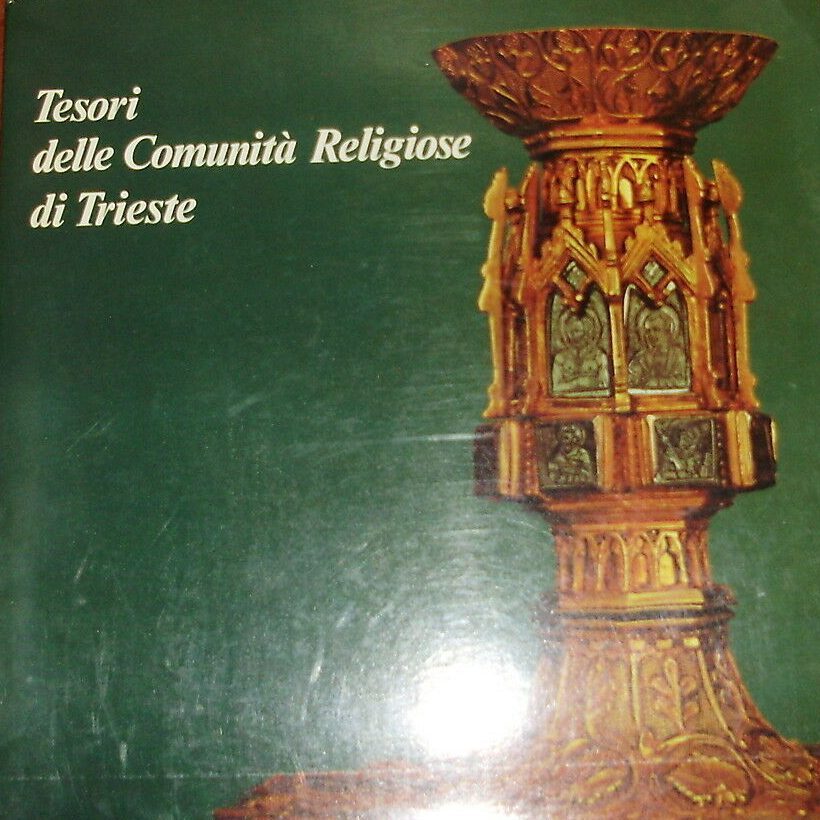 Tesori
delle Comunità Religiose
di Trieste